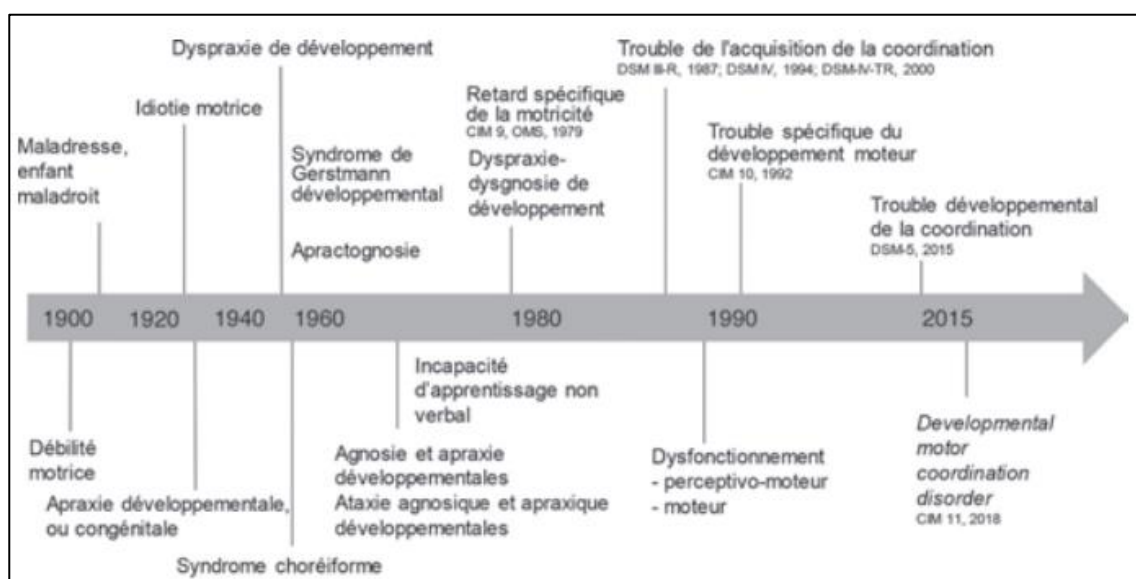 Dyspraxie de développement
Idiotie motrice
Maladresse,
enfant
maladroit
Syndrome de
Gerstmann
développemental
Apractognosie
Retard spécifique
de la motricité
CIM 9, OMS, 1979
Dyspraxie-
dysgnosie de
développement
Trouble de l'acquisition de la coordination
DSM III-R, 1987; DSM IV, 1994; DSM-IV-TR, 2000
Trouble spécifique du
développement moteur
CIM 10, 1992
Trouble développemental
de la coordination
DSM-5, 2015
1900 1920 1940 1960 1980 1990 2015
Débilité
motrice
Apraxie développementale,
ou congénitale
Syndrome choréiforme
Incapacité
d'apprentissage non
verbal
Agnosie et apraxie
développementales
Ataxie agnosique et apraxique
développementales
Dysfonctionnement
- perceptivo-moteur
- moteur
Developmental
motor
coordination
disorder
CIM 11, 2018